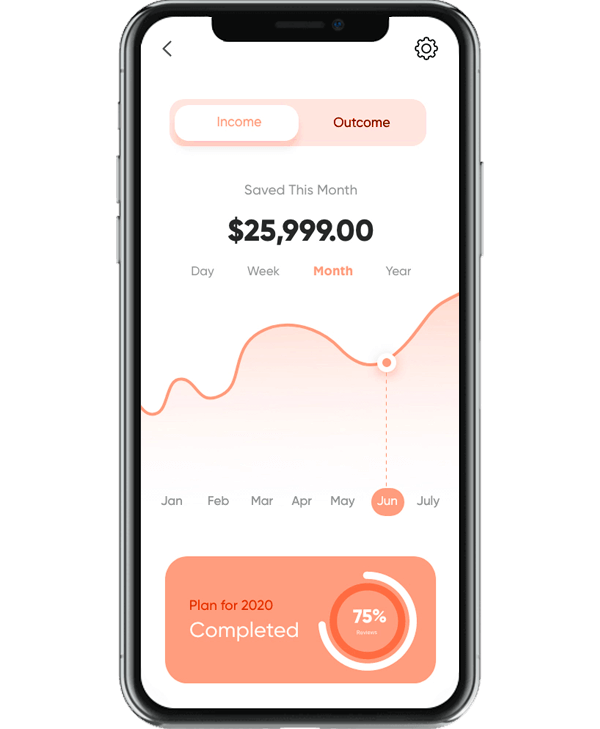 Income Outcome
Saved This Month
$25,999.00
Day Week Month Year
Jan Feb Mar Apr May Jun July
Plan for 2020
Completed
75%